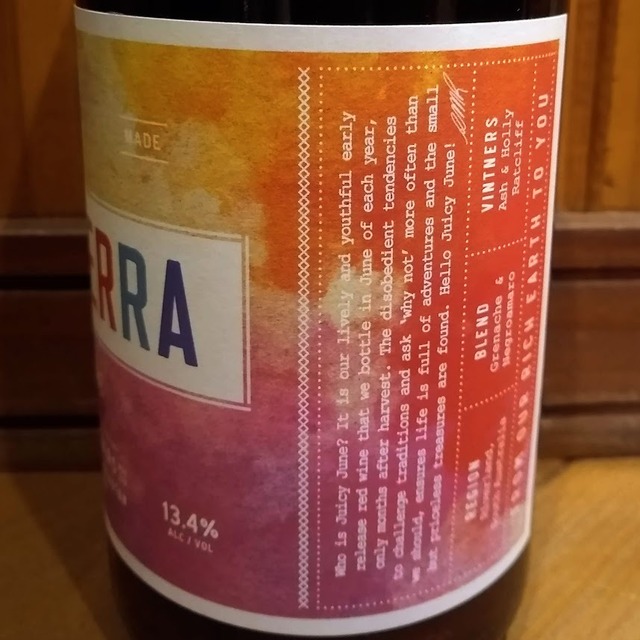 MADE
ERRA
13.4%
ALC / VOL
Who is Juicy June? It is our lively and youthful early
release red wine that we bottle in June of each year,
only months after harvest. The disobedient tendencies
to challenge traditions and ask 'why not' more often than
we should, ensures life is full of adventures and the small
but priceless treasures are found. Hello Juicy June!
VINTNERS
Ash & Holly
Ratcliff
BLEND
Grenache &
Negroamaro
REGION
Australia
FROM OUR RICH EARTH TO YOU